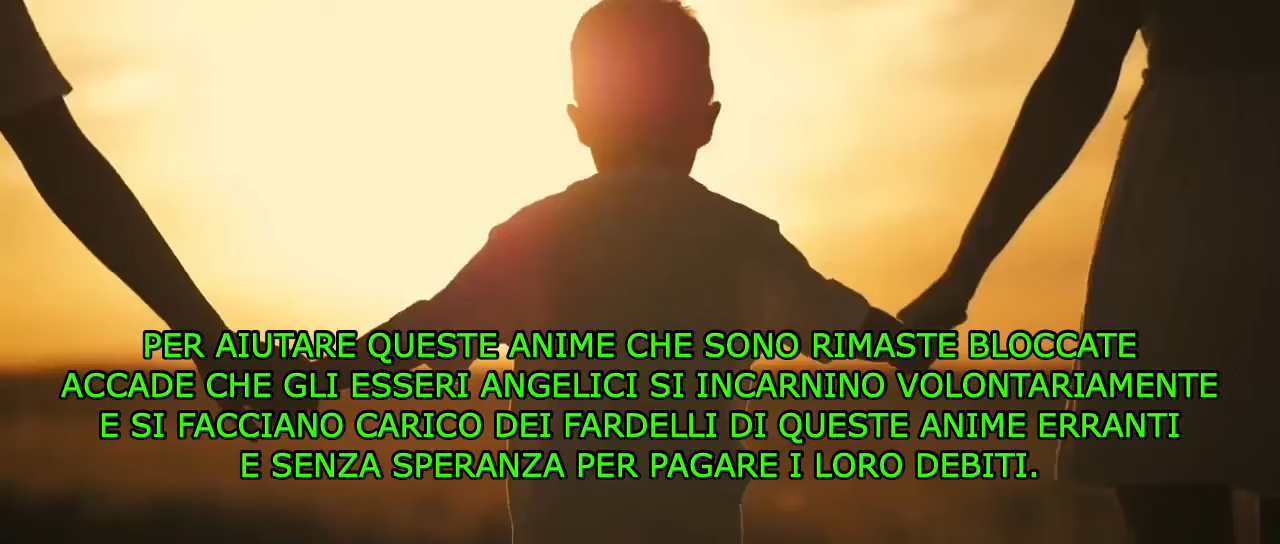 PER AIUTARE QUESTE ANIME CHE SONO RIMASTE BLOCCATE
ACCADE CHE GLI ESSERI ANGELICI SI INCARNINO VOLONTARIAMENTE
E SI FACCIANO CARICO DEI FARDELLI DI QUESTE ANIME ERRANTI
E SENZA SPERANZA PER PAGARE I LORO DEBITI.